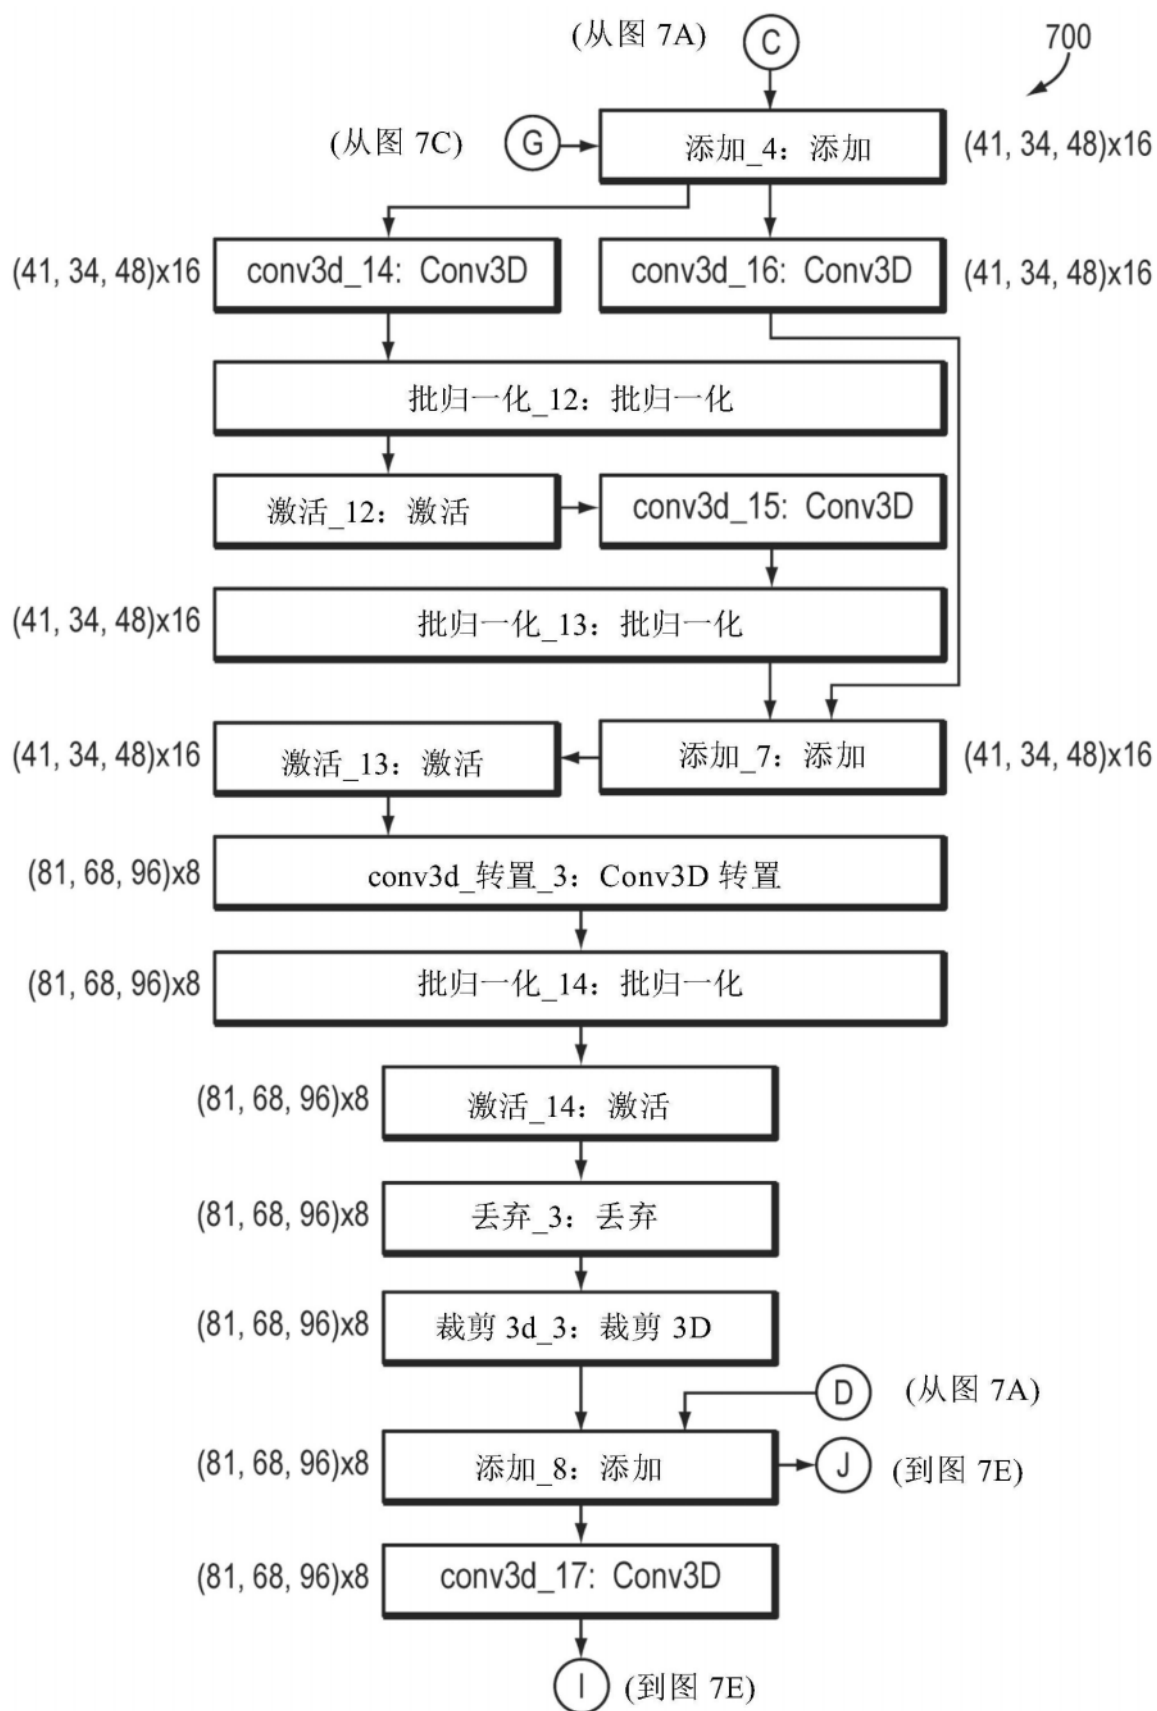 (从图 7A) C 700
(从图 7C) G 添加_4：添加 (41, 34, 48)x16
(41, 34, 48)x16 conv3d_14: Conv3D conv3d_16: Conv3D (41, 34, 48)x16
批归一化_12：批归一化
激活_12：激活 conv3d_15: Conv3D
(41, 34, 48)x16 批归一化_13：批归一化
(41, 34, 48)x16 激活_13：激活 添加_7：添加 (41, 34, 48)x16
(81, 68, 96)x8 conv3d_转置_3：Conv3D 转置
(81, 68, 96)x8 批归一化_14：批归一化
(81, 68, 96)x8 激活_14：激活
(81, 68, 96)x8 丢弃_3：丢弃
(81, 68, 96)x8 裁剪 3d_3：裁剪 3D
D (从图 7A)
(81, 68, 96)x8 添加_8：添加 J (到图 7E)
(81, 68, 96)x8 conv3d_17: Conv3D
I (到图 7E)